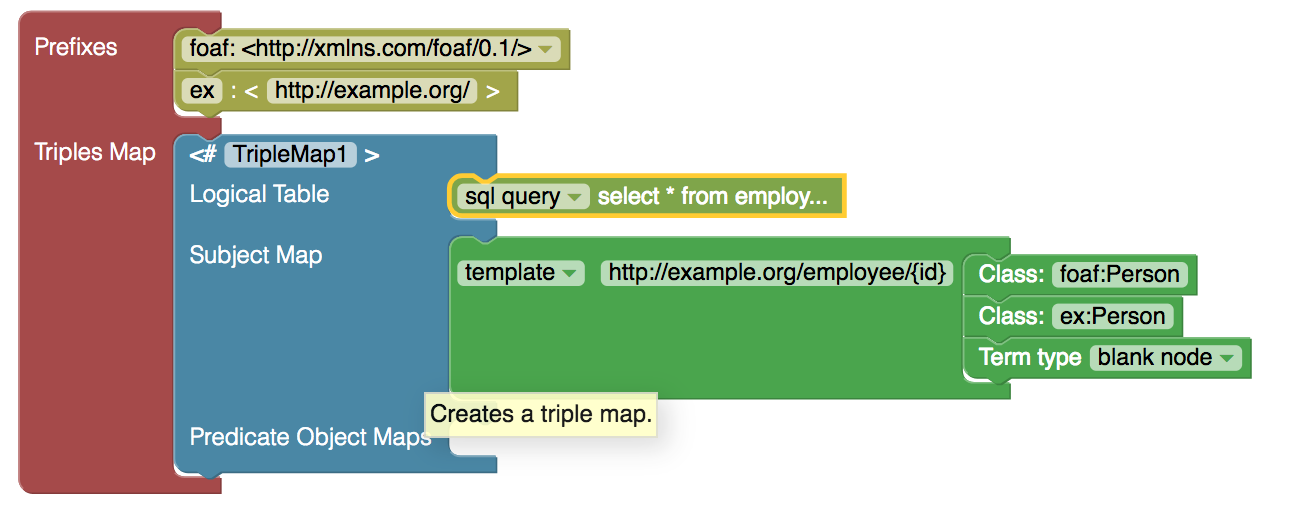 Prefixes
foaf: <http://xmlns.com/foaf/0.1/>
ex : < http://example.org/ >
Triples Map
<# TripleMap1 >
Logical Table
sql query select * from employ...
Subject Map
template http://example.org/employee/{id}
Class: foaf:Person
Class: ex:Person
Term type blank node
Creates a triple map.
Predicate Object Maps